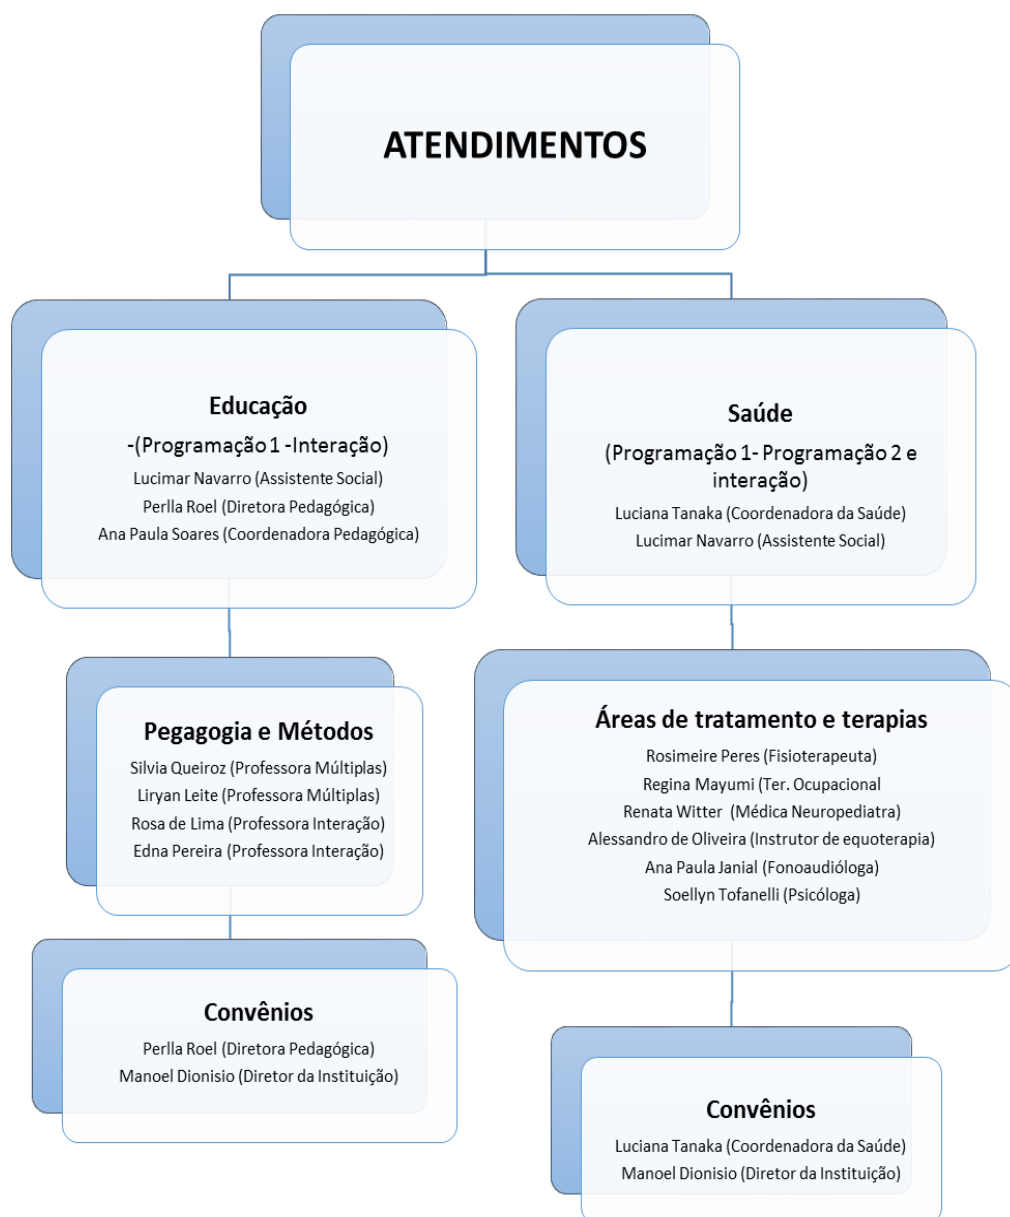 ATENDIMENTOS
Educação
-(Programação 1 -Interação)
Lucimar Navarro (Assistente Social)
Perlla Roel (Diretora Pedagógica)
Ana Paula Soares (Coordenadora Pedagógica)
Pegagogia e Métodos
Silvia Queiroz (Professora Múltiplas)
Liryan Leite (Professora Múltiplas)
Rosa de Lima (Professora Interação)
Edna Pereira (Professora Interação)
Convênios
Perlla Roel (Diretora Pedagógica)
Manoel Dionisio (Diretor da Instituição)
Saúde
(Programação 1- Programação 2 e
interação)
Luciana Tanaka (Coordenadora da Saúde)
Lucimar Navarro (Assistente Social)
Áreas de tratamento e terapias
Rosimeire Peres (Fisioterapeuta)
Regina Mayumi (Ter. Ocupacional
Renata Witter (Médica Neuropediatra)
Alessandro de Oliveira (Instrutor de equoterapia)
Ana Paula Janial (Fonoaudióloga)
Soellyn Tofanelli (Psicóloga)
Convênios
Luciana Tanaka (Coordenadora da Saúde)
Manoel Dionisio (Diretor da Instituição)